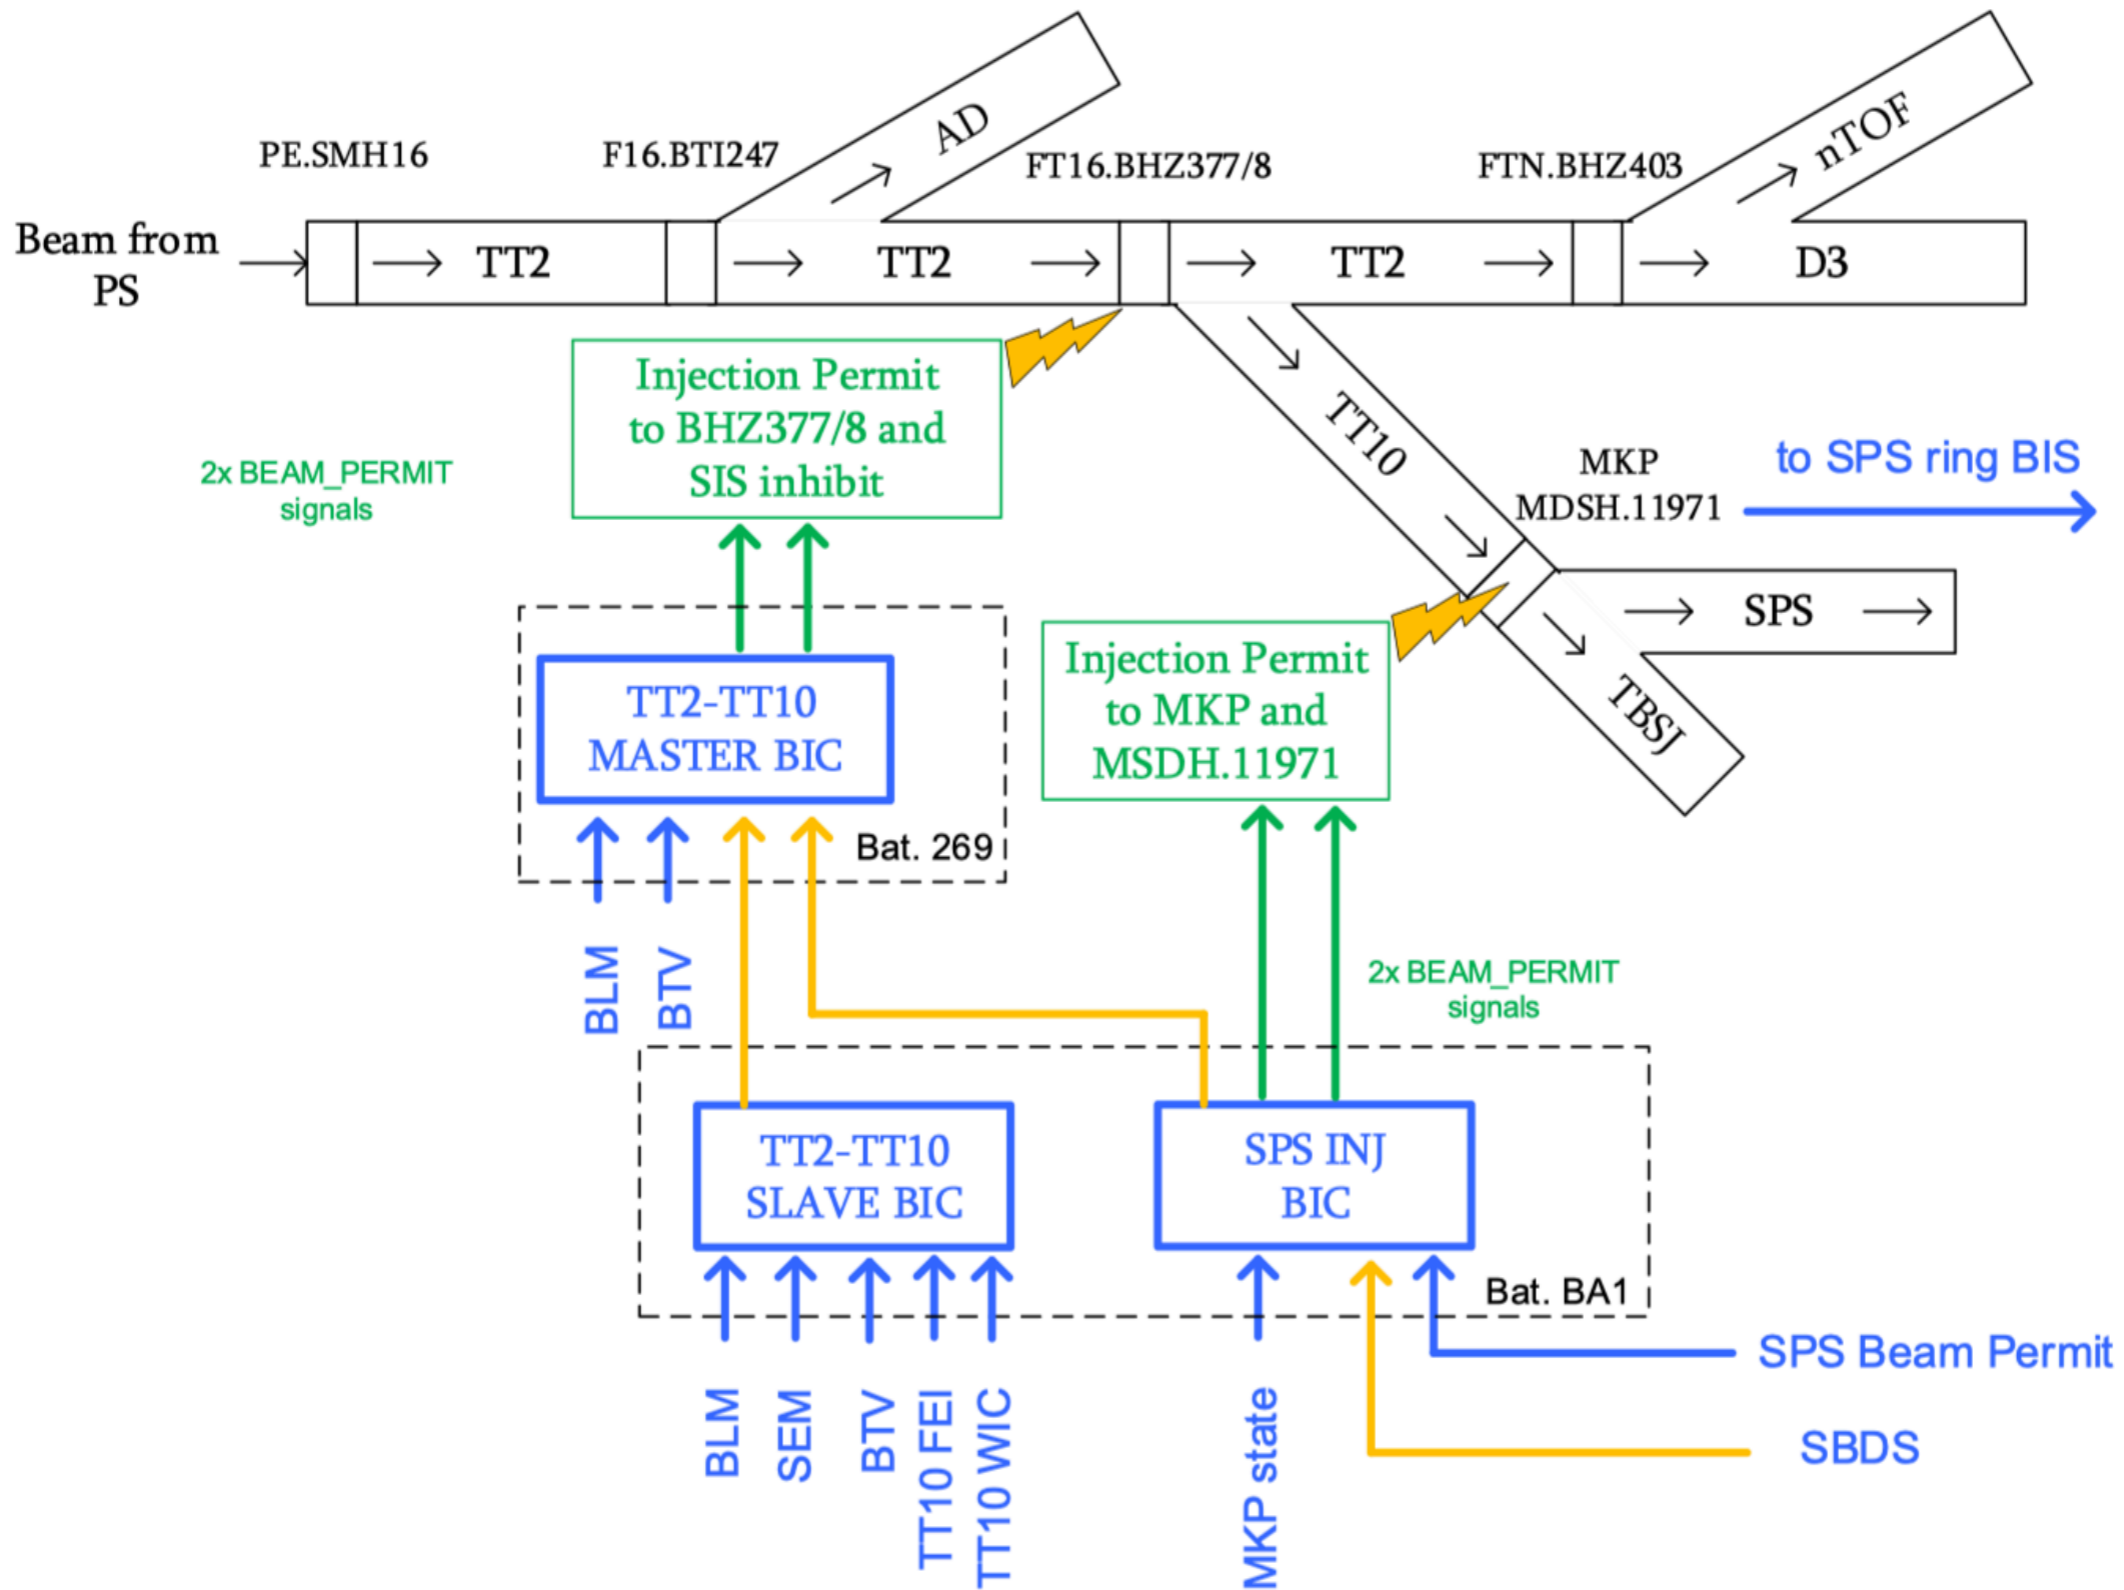 AD
nTOF
PE.SMH16
F16.BTI247
FT16.BHZ377/8
FTN.BHZ403
Beam from
PS
TT2
TT2
TT2
D3
Injection Permit
to BHZ377/8 and
SIS inhibit
2x BEAM_PERMIT
signals
TT10
MKP
MDSH.11971
to SPS ring BIS
SPS
TBSJ
Injection Permit
to MKP and
MSDH.11971
TT2-TT10
MASTER BIC
Bat. 269
BLM
BTV
2x BEAM_PERMIT
signals
TT2-TT10
SLAVE BIC
SPS INJ
BIC
Bat. BA1
SPS Beam Permit
SBDS
BLM
SEM
BTV
TT10 FEI
TT10 WIC
MKP state